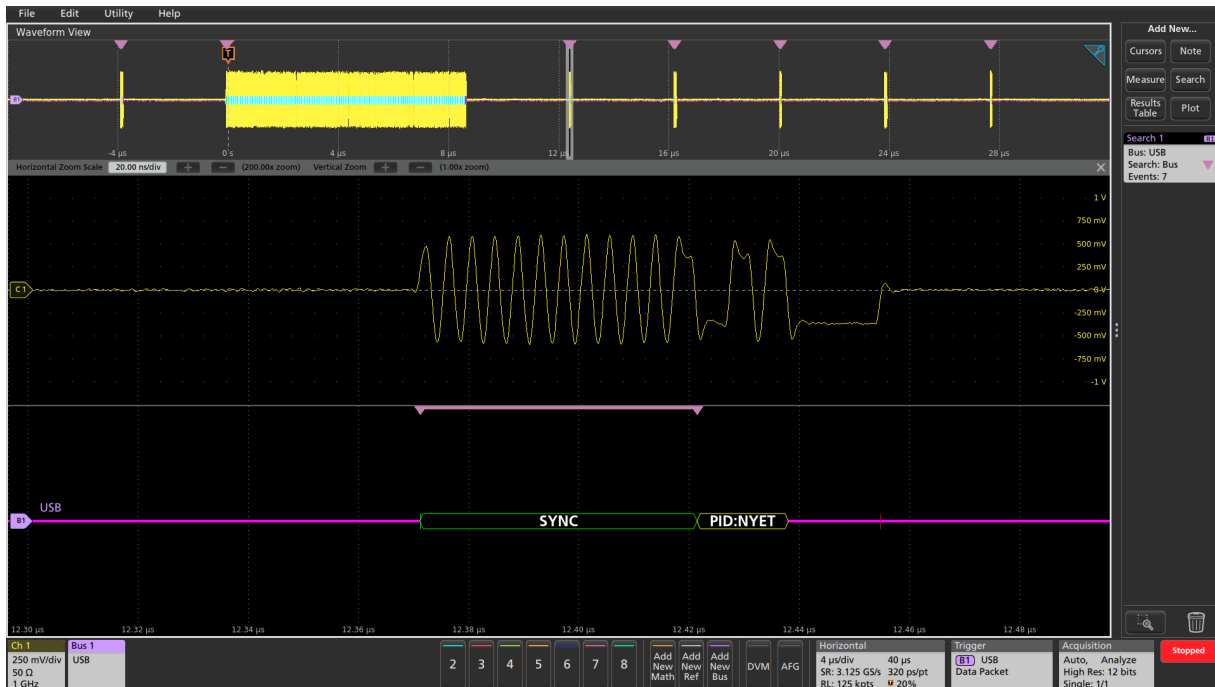 File Edit Utility Help
Waveform View
Add New...
Cursors Note
Measure Search
Results Table Plot
T
B1
-4 µs 0 s 4 µs 8 µs 12 µs 16 µs 20 µs 24 µs 28 µs
Horizontal Zoom Scale 20.00 ns/div + — (200.00x zoom) Vertical Zoom + — (1.00x zoom) ×
Search 1 B1
Bus: USB
Search: Bus
Events: 7
1 V
750 mV
500 mV
250 mV
C1 0 V
-250 mV
-500 mV
-750 mV
-1 V
USB
B1 SYNC PID:NYET
12.30 µs 12.32 µs 12.34 µs 12.36 µs 12.38 µs 12.40 µs 12.42 µs 12.44 µs 12.46 µs 12.48 µs
Ch 1
250 mV/div
50 Ω
1 GHz
Bus 1
USB
2 3 4 5 6 7 8
Add New Math
Add New Ref
Add New Bus
DVM AFG
Horizontal
4 µs/div 40 µs
SR: 3.125 GS/s 320 ps/pt
RL: 125 kpts 20%
Trigger
B1 USB
Data Packet
Acquisition
Auto, Analyze
High Res: 12 bits
Single: 1/1
Stopped